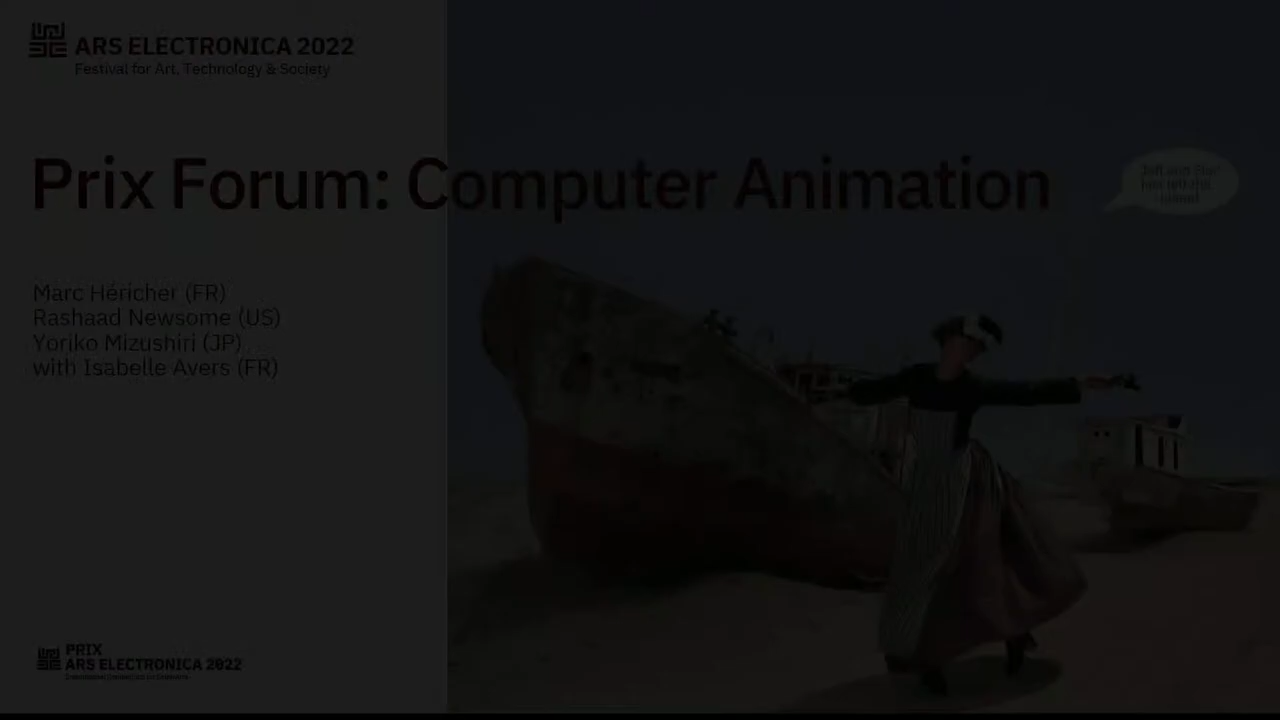 ARS ELECTRONICA 2022
Festival for Art, Technology & Society
Prix Forum: Computer Animation
Marc Héricher (FR)
Rashaad Newsome (US)
Yoriko Mizushiri (JP)
with Isabelle Avers (FR)
PRIX
ARS ELECTRONICA 2022